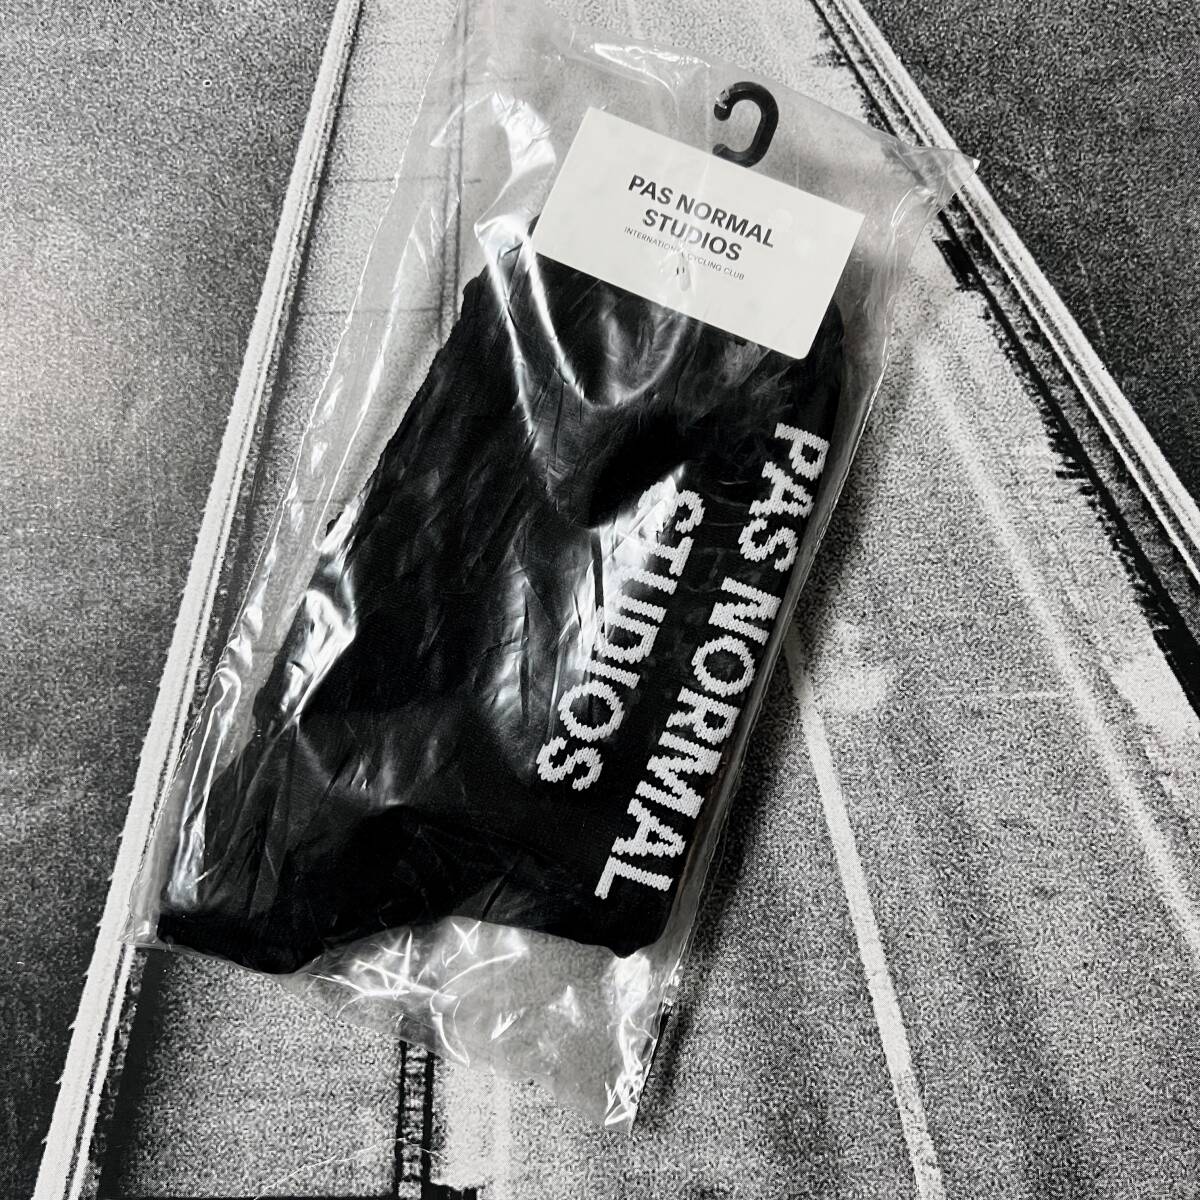 PAS NORMAL
STUDIOS
INTERNATIONAL CYCLING CLUB
PAS NORMAL
STUDIOS